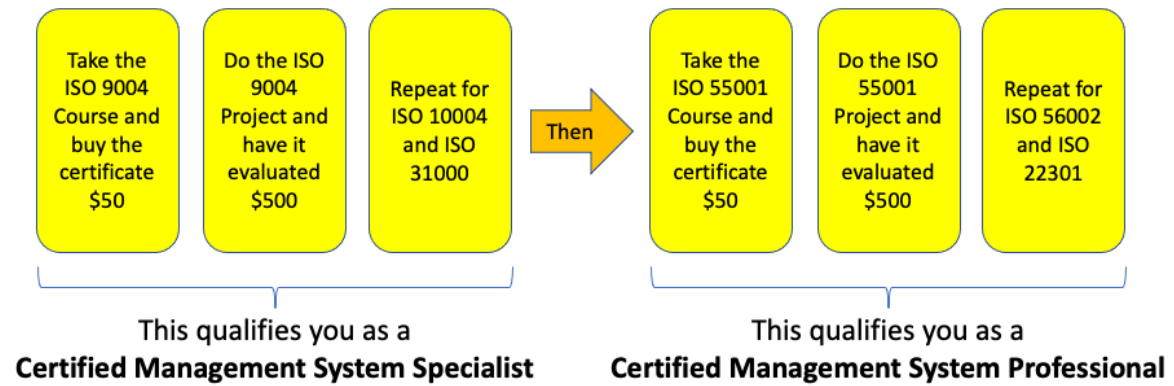 Take the
ISO 9004
Course and
buy the
certificate
$50
Do the ISO
9004
Project and
have it
evaluated
$500
Repeat for
ISO 10004
and ISO
31000
Then
Take the
ISO 55001
Course and
buy the
certificate
$50
Do the ISO
55001
Project and
have it
evaluated
$500
Repeat for
ISO 56002
and ISO
22301
This qualifies you as a
Certified Management System Specialist
This qualifies you as a
Certified Management System Professional